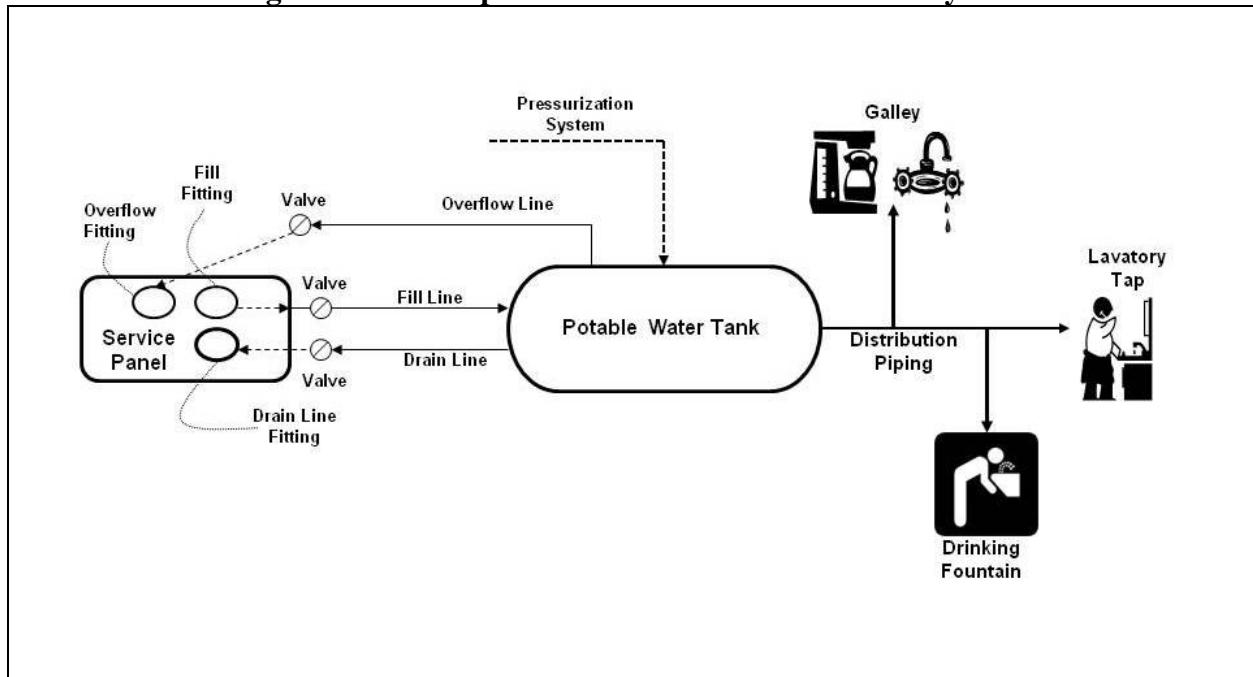 Pressurization
System
Galley
Fill
Fitting
Overflow
Fitting
Valve
Overflow Line
Lavatory
Tap
Valve
Fill Line
Potable Water Tank
Service
Panel
Drain Line
Distribution
Piping
Valve
Drain Line
Fitting
Drinking
Fountain